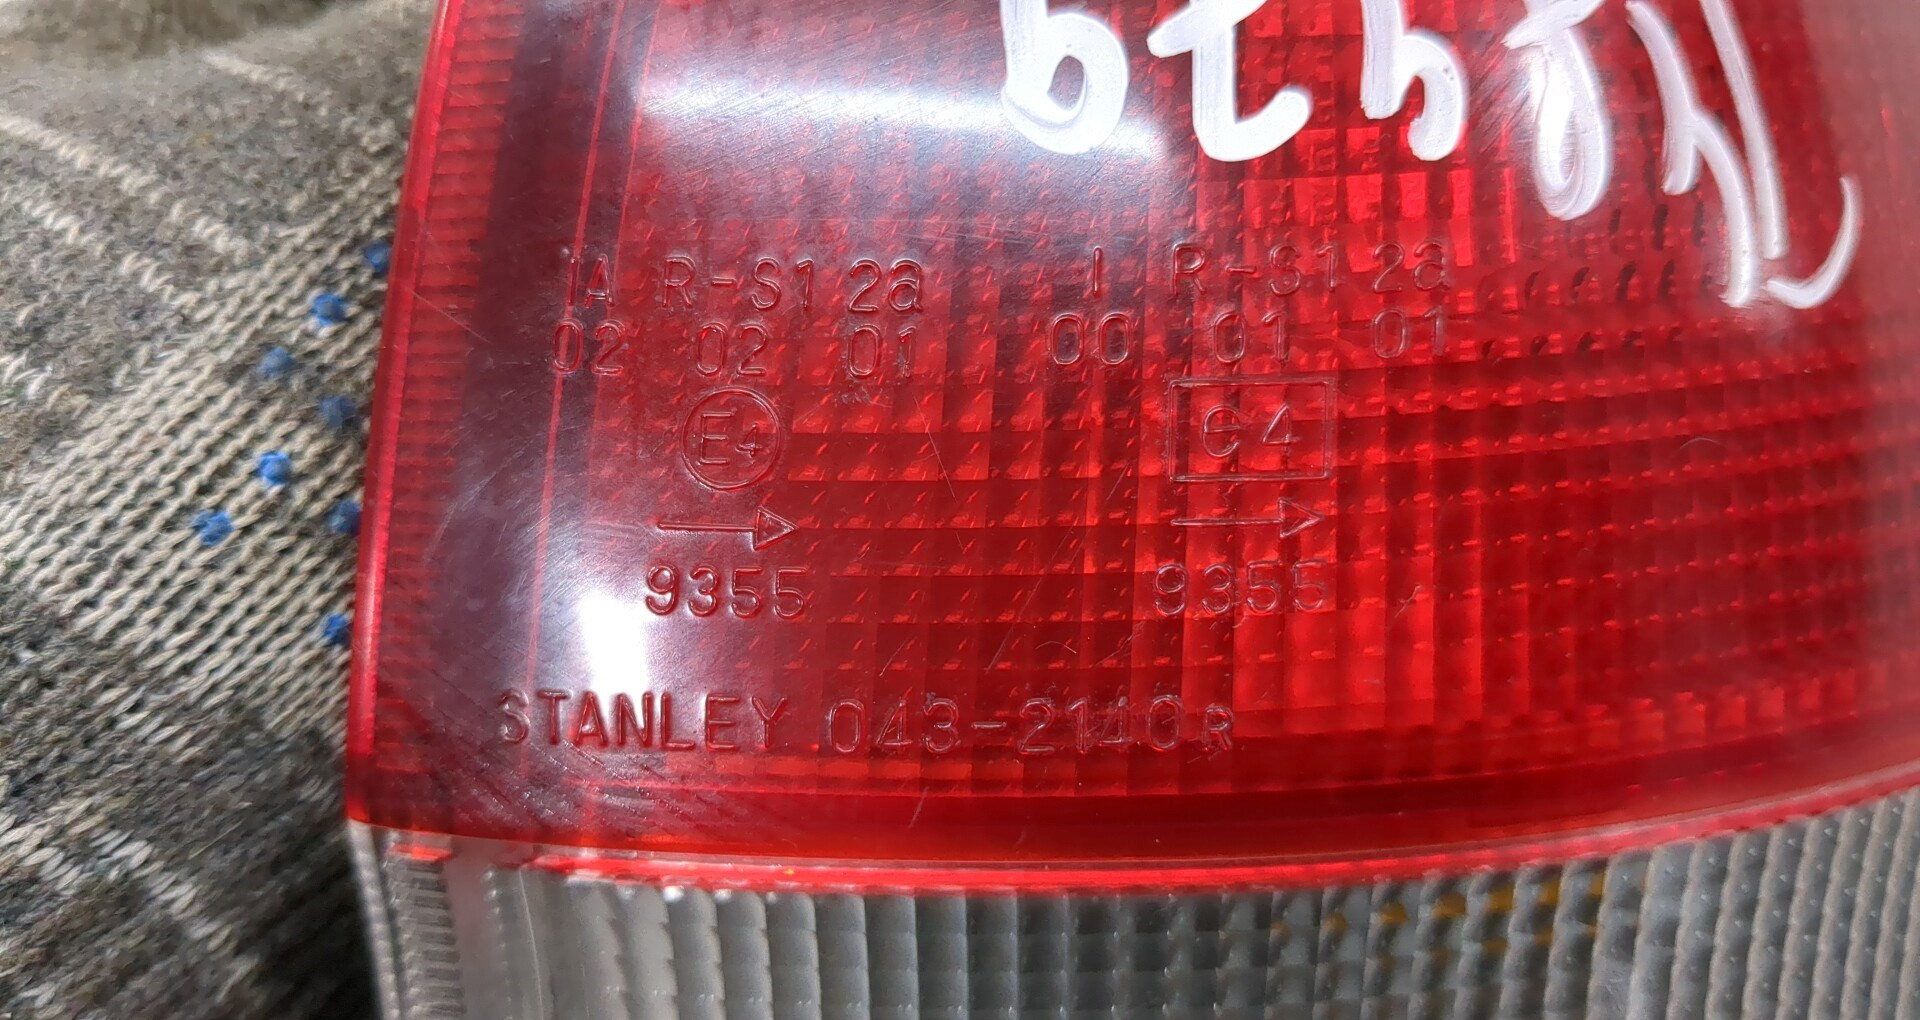 IA R-S1 2a I R-S1 2a
02 02 01 00 01 01
E4 e4
9355 9355
STANLEY 043-2140R